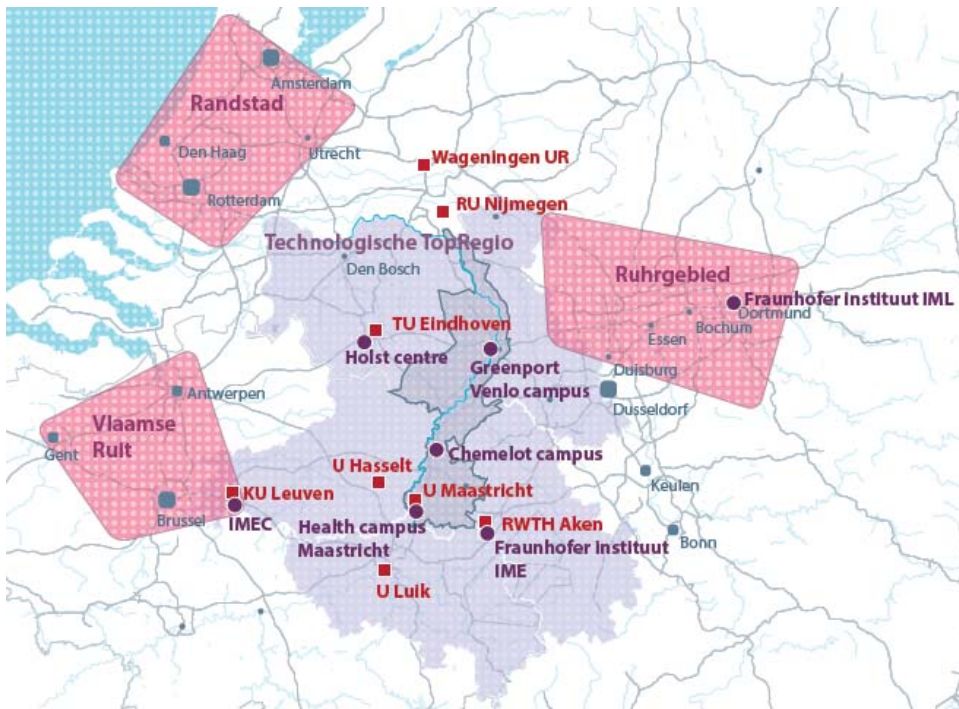 Amsterdam
Randstad
Den Haag
Utrecht
Rotterdam
Wageningen UR
RU Nijmegen
Technologische TopRegio
Den Bosch
Ruhrgebied
Fraunhofer instituut IML
Dortmund
Bochum
Essen
TU Eindhoven
Holst centre
Greenport
Venlo campus
Duisburg
Dusseldorf
Antwerpen
Vlaamse
Ruit
Gent
Brussel
KU Leuven
IMEC
U Hasselt
Chemelot campus
U Maastricht
Health campus
Maastricht
Keulen
RWTH Aken
Fraunhofer Instituut
IME
Bonn
U Luik